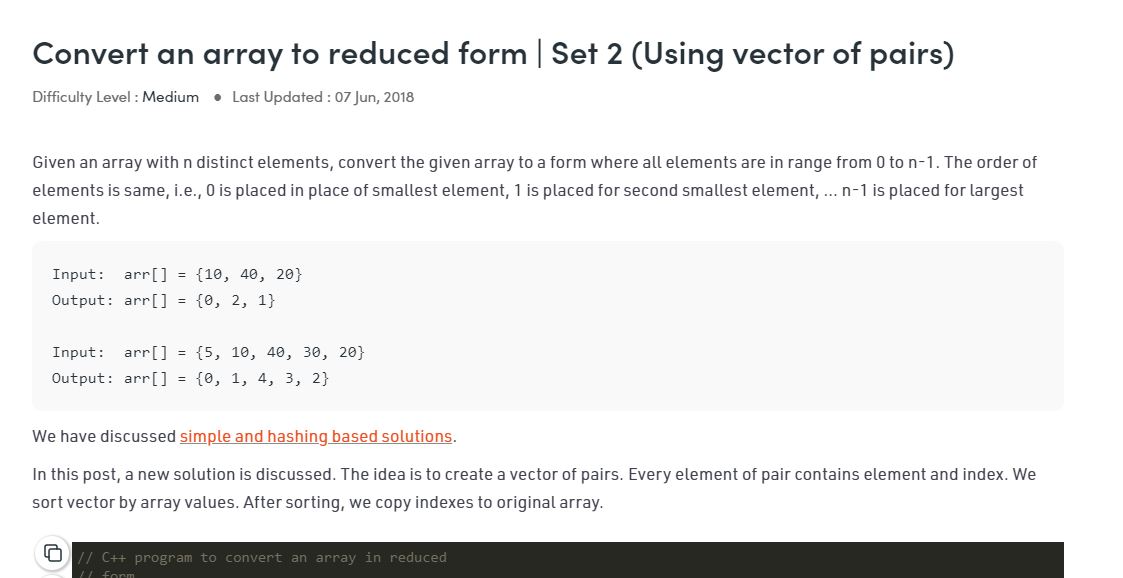 Convert an array to reduced form | Set 2 (Using vector of pairs)
Difficulty Level : Medium ● Last Updated : 07 Jun, 2018
Given an array with n distinct elements, convert the given array to a form where all elements are in range from 0 to n-1. The order of
elements is same, i.e., 0 is placed in place of smallest element, 1 is placed for second smallest element, … n-1 is placed for largest
element.
Input:  arr[] = {10, 40, 20}
Output: arr[] = {0, 2, 1}
Input:  arr[] = {5, 10, 40, 30, 20}
Output: arr[] = {0, 1, 4, 3, 2}
We have discussed simple and hashing based solutions.
In this post, a new solution is discussed. The idea is to create a vector of pairs. Every element of pair contains element and index. We
sort vector by array values. After sorting, we copy indexes to original array.
// C++ program to convert an array in reduced
// form